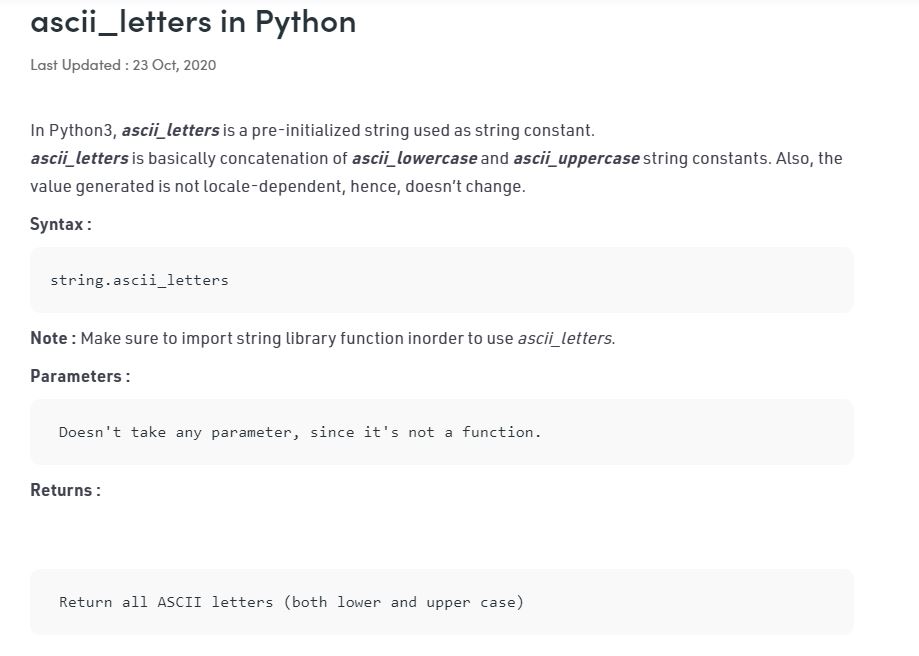 ascii_letters in Python
Last Updated : 23 Oct, 2020
In Python3, ascii_letters is a pre-initialized string used as string constant.
ascii_letters is basically concatenation of ascii_lowercase and ascii_uppercase string constants. Also, the
value generated is not locale-dependent, hence, doesn’t change.
Syntax :
string.ascii_letters
Note : Make sure to import string library function inorder to use ascii_letters.
Parameters :
Doesn't take any parameter, since it's not a function.
Returns :
Return all ASCII letters (both lower and upper case)